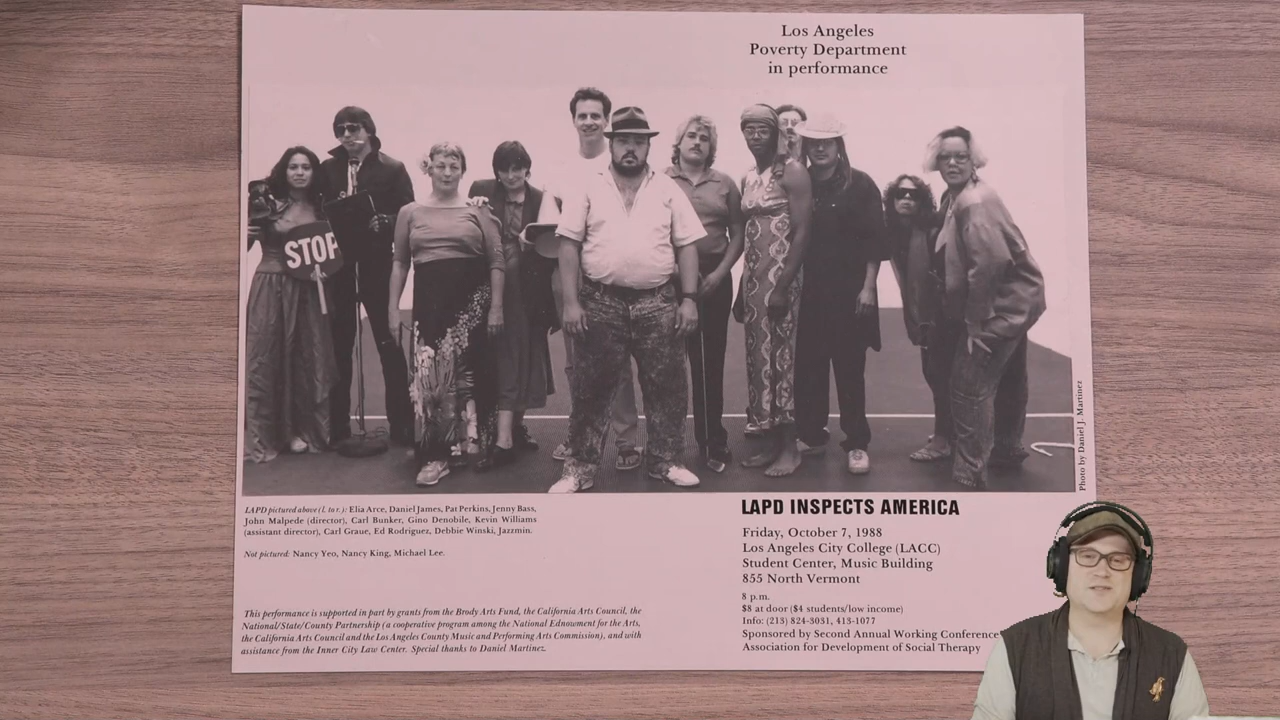 Los Angeles
Poverty Department
in performance
STOP
Photo by Daniel J. Martinez
LAPD pictured above (l. to r.): Elia Arce, Daniel James, Pat Perkins, Jenny Bass,
John Malpede (director), Carl Bunker, Gino Denobile, Kevin Williams
(assistant director), Carl Graue, Ed Rodriguez, Debbie Winski, Jazzmin.
Not pictured: Nancy Yeo, Nancy King, Michael Lee.
This performance is supported in part by grants from the Brody Arts Fund, the California Arts Council, the
National/State/County Partnership (a cooperative program among the National Ednowment for the Arts,
the California Arts Council and the Los Angeles County Music and Performing Arts Commission), and with
assistance from the Inner City Law Center. Special thanks to Daniel Martinez.
LAPD INSPECTS AMERICA
Friday, October 7, 1988
Los Angeles City College (LACC)
Student Center, Music Building
855 North Vermont
8 p.m.
$8 at door ($4 students/low income)
Info: (213) 824-3031, 413-1077
Sponsored by Second Annual Working Conference
Association for Development of Social Therapy